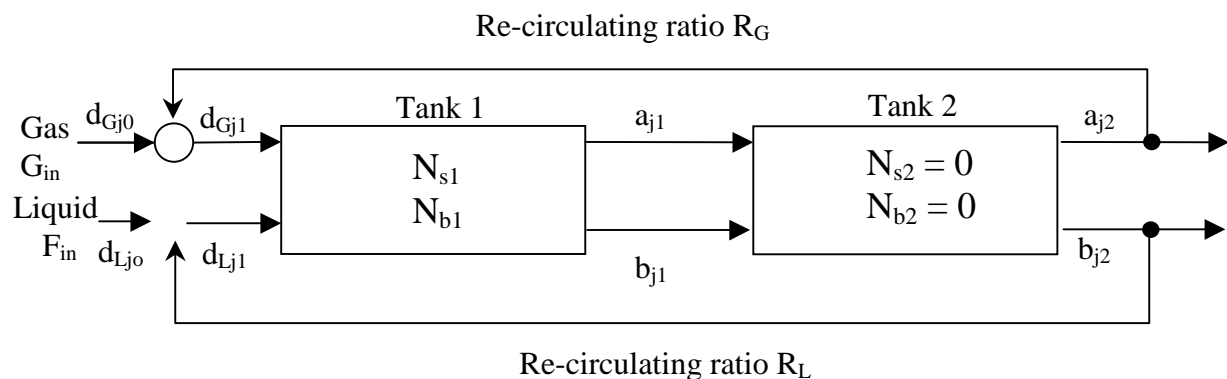 Re-circulating ratio R_G
Tank 1
Tank 2
Gas
G_in
d_Gj0
d_Gj1
a_j1
a_j2
N_s1
N_b1
N_s2 = 0
N_b2 = 0
Liquid
F_in
d_Ljo
d_Lj1
b_j1
b_j2
Re-circulating ratio R_L